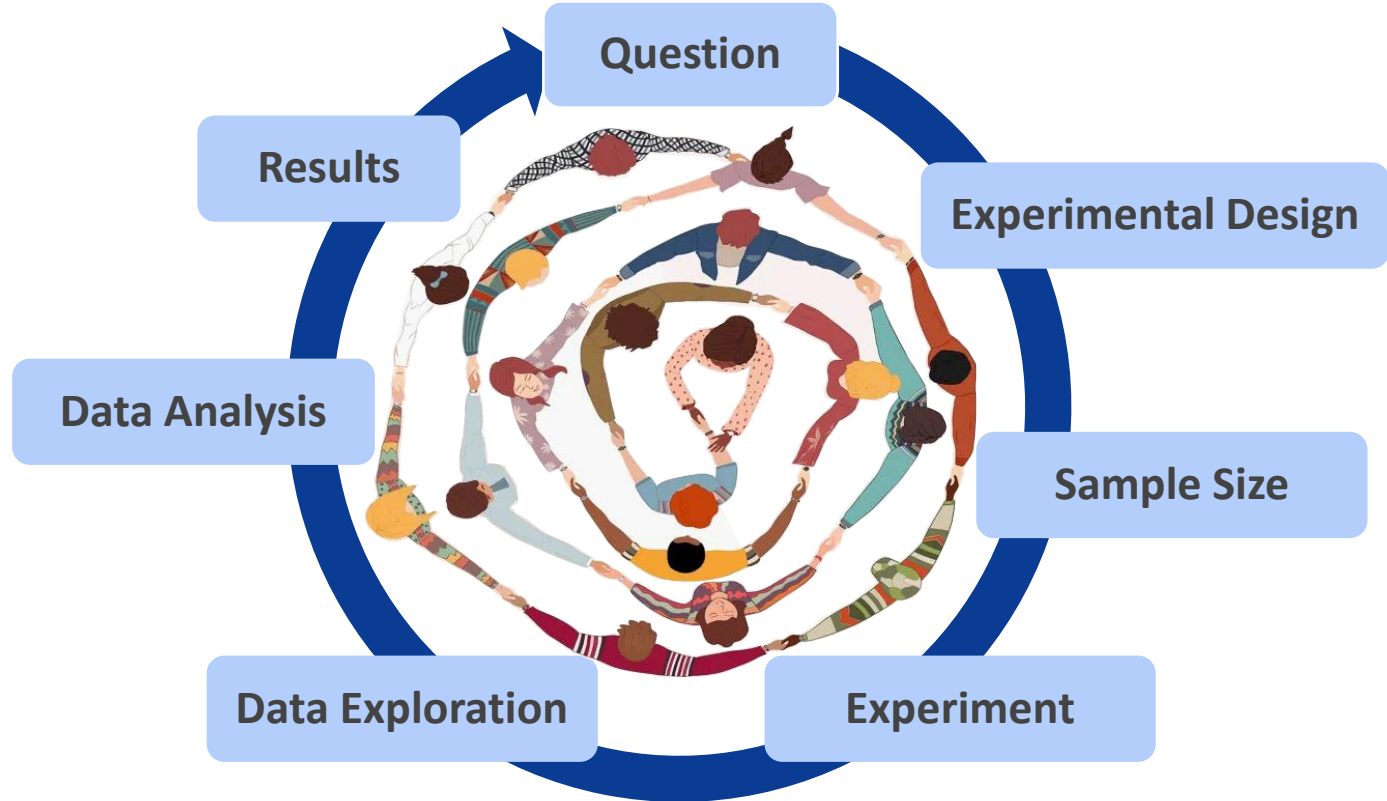 Question
Experimental Design
Sample Size
Experiment
Data Exploration
Data Analysis
Results